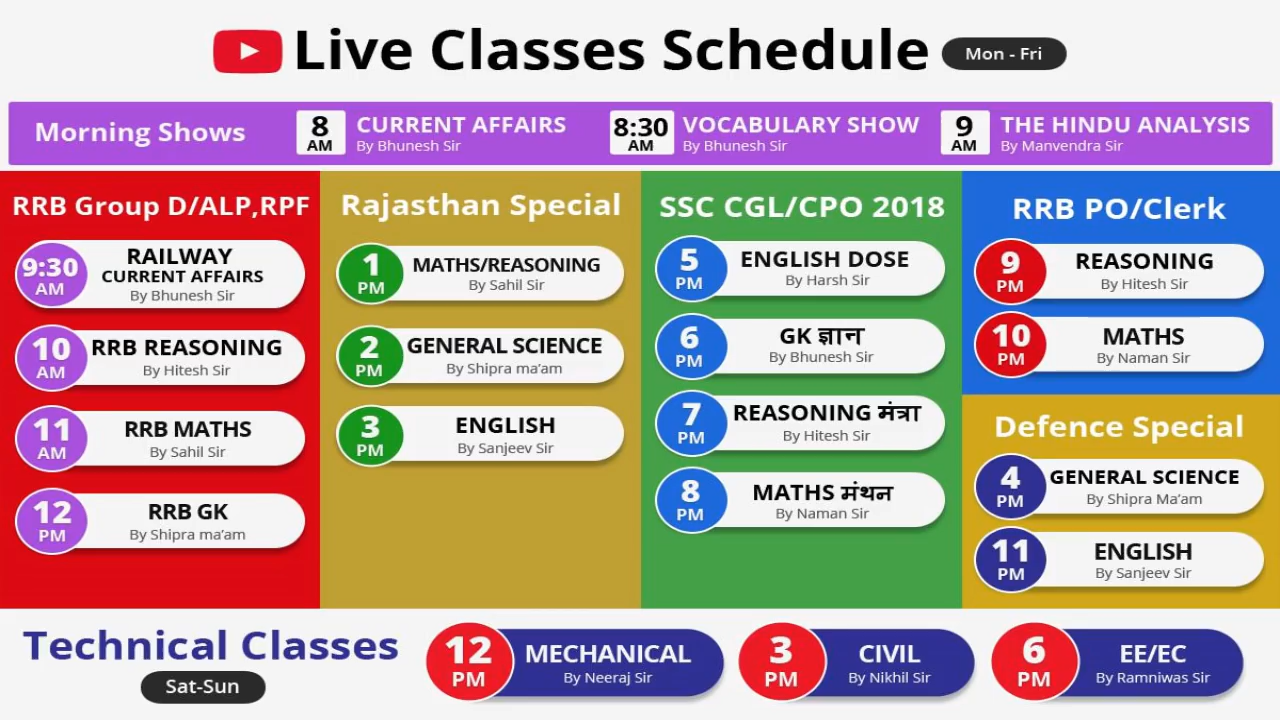 Live Classes Schedule
Mon - Fri
Morning Shows
8 AM
CURRENT AFFAIRS
By Bhunesh Sir
8:30 AM
VOCABULARY SHOW
By Bhunesh Sir
9 AM
THE HINDU ANALYSIS
By Manvendra Sir
RRB Group D/ALP,RPF
9:30 AM
RAILWAY
CURRENT AFFAIRS
By Bhunesh Sir
10 AM
RRB REASONING
By Hitesh Sir
11 AM
RRB MATHS
By Sahil Sir
12 PM
RRB GK
By Shipra ma'am
Rajasthan Special
1 PM
MATHS/REASONING
By Sahil Sir
2 PM
GENERAL SCIENCE
By Shipra ma'am
3 PM
ENGLISH
By Sanjeev Sir
SSC CGL/CPO 2018
5 PM
ENGLISH DOSE
By Harsh Sir
6 PM
GK ज्ञान
By Bhunesh Sir
7 PM
REASONING मंत्रा
By Hitesh Sir
8 PM
MATHS मंथन
By Naman Sir
RRB PO/Clerk
9 PM
REASONING
By Hitesh Sir
10 PM
MATHS
By Naman Sir
Defence Special
4 PM
GENERAL SCIENCE
By Shipra Ma'am
11 PM
ENGLISH
By Sanjeev Sir
Technical Classes
Sat-Sun
12 PM
MECHANICAL
By Neeraj Sir
3 PM
CIVIL
By Nikhil Sir
6 PM
EE/EC
By Ramniwas Sir